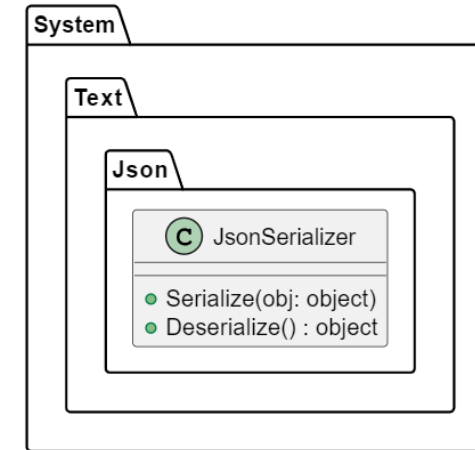 System
Text
Json
C JsonSerializer
Serialize(obj: object)
Deserialize() : object